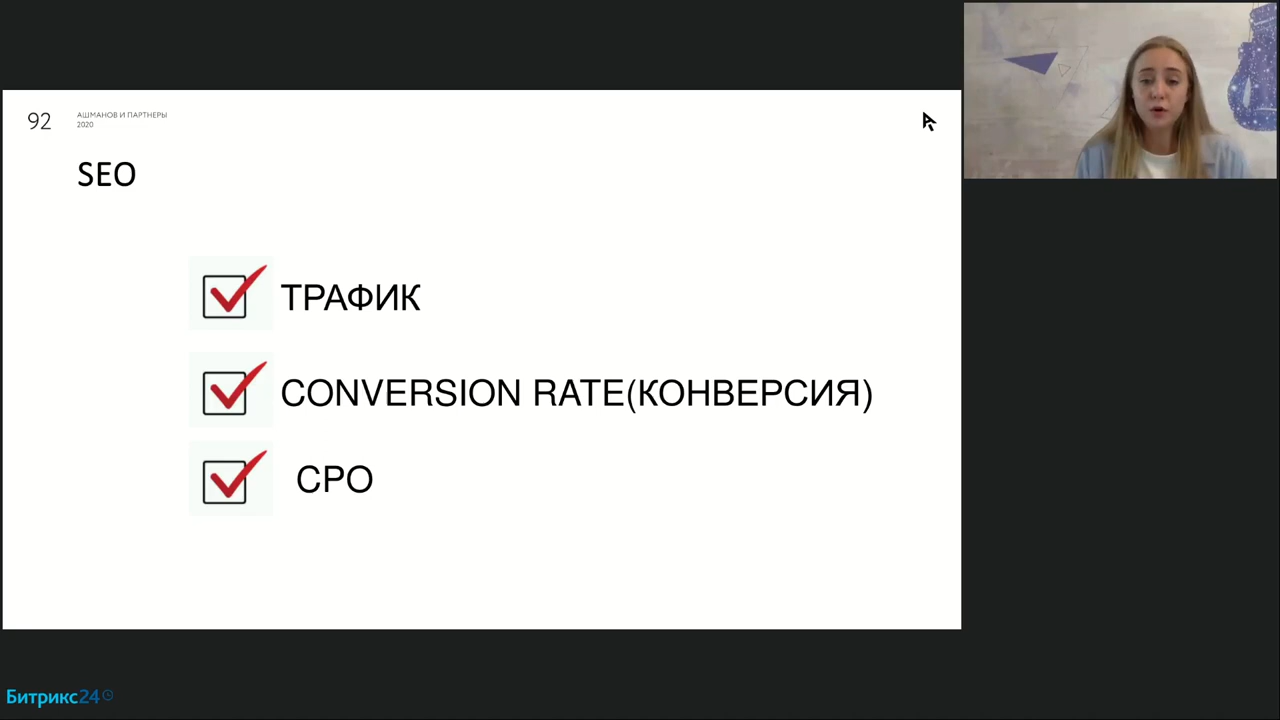 92
АШМАНОВ И ПАРТНЕРЫ
2020
SEO
ТРАФИК
CONVERSION RATE(КОНВЕРСИЯ)
CPO
Битрикс24